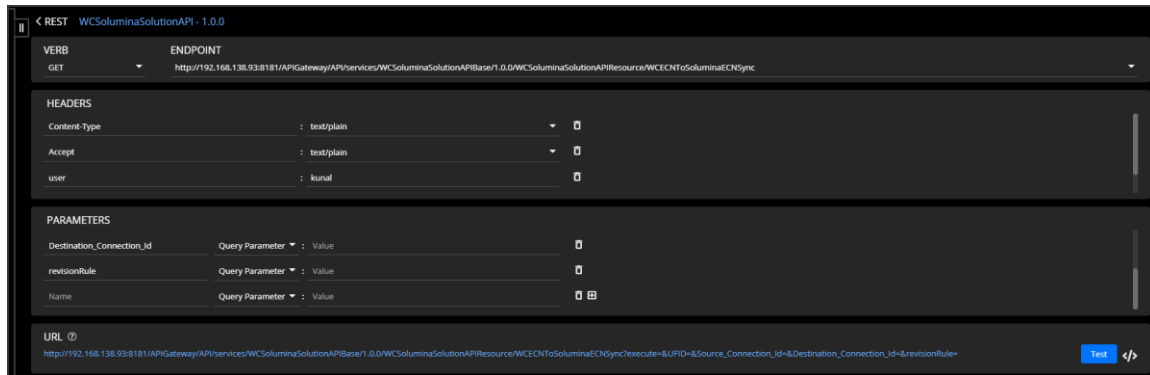 REST WCSoluminaSolutionAPI - 1.0.0
VERB ENDPOINT
GET http://192.168.138.93:8181/APIGateway/API/services/WCSoluminaSolutionAPIBase/1.0.0/WCSoluminaSolutionAPIResource/WCECNToSoluminaECNSync
HEADERS
Content-Type : text/plain
Accept : text/plain
user : kunal
PARAMETERS
Destination_Connection_Id Query Parameter : Value
revisionRule Query Parameter : Value
Name Query Parameter : Value
URL
http://192.168.138.93:8181/APIGateway/API/services/WCSoluminaSolutionAPIBase/1.0.0/WCSoluminaSolutionAPIResource/WCECNToSoluminaECNSync?execute=&UFID=&Source_Connection_Id=&Destination_Connection_Id=&revisionRule= Test </>